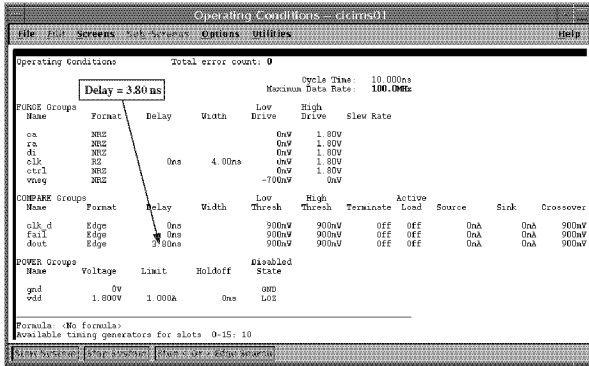 Operating Conditions - cicims01
File Edit Screens Sub-Screens Options Utilities Help
Operating Conditions Total error count: 0
Cycle Time: 10.000ns
Maximum Data Rate: 100.0MHz
Delay = 3.80 ns
FORCE Groups Low High
Name Format Delay Width Drive Drive Slew Rate
ca NRZ 0mV 1.80V
ra NRZ 0mV 1.80V
di NRZ 0mV 1.80V
clk RZ 0ns 4.00ns 0mV 1.80V
ctrl NRZ 0mV 1.80V
vneg NRZ -700mV 0mV
COMPARE Groups Low High Active
Name Format Delay Width Thresh Thresh Terminate Load Source Sink Crossover
clk_d Edge 0ns 900mV 900mV Off Off 0nA 0nA 900mV
fail Edge 0ns 900mV 900mV Off Off 0nA 0nA 900mV
dout Edge 3.80ns 900mV 900mV Off Off 0nA 0nA 900mV
POWER Groups Disabled
Name Voltage Limit Holdoff State
gnd 0V GND
vdd 1.800V 1.000A 0ms LOZ
Formula: <No formula>
Available timing generators for slots 0-15: 10
Stop System